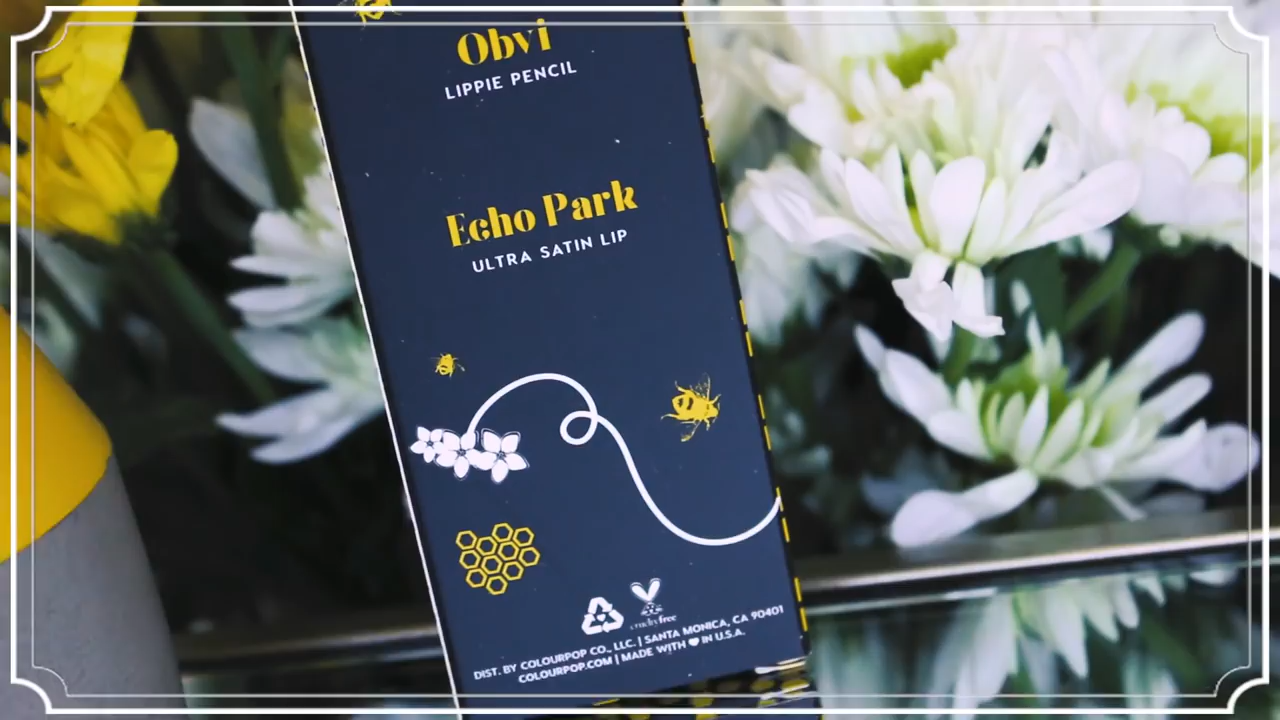 Obvi
LIPPIE PENCIL
Echo Park
ULTRA SATIN LIP
crueltyfree
DIST. BY COLOURPOP CO., LLC. | SANTA MONICA, CA 90401
COLOURPOP.COM | MADE WITH ♥ IN U.S.A.